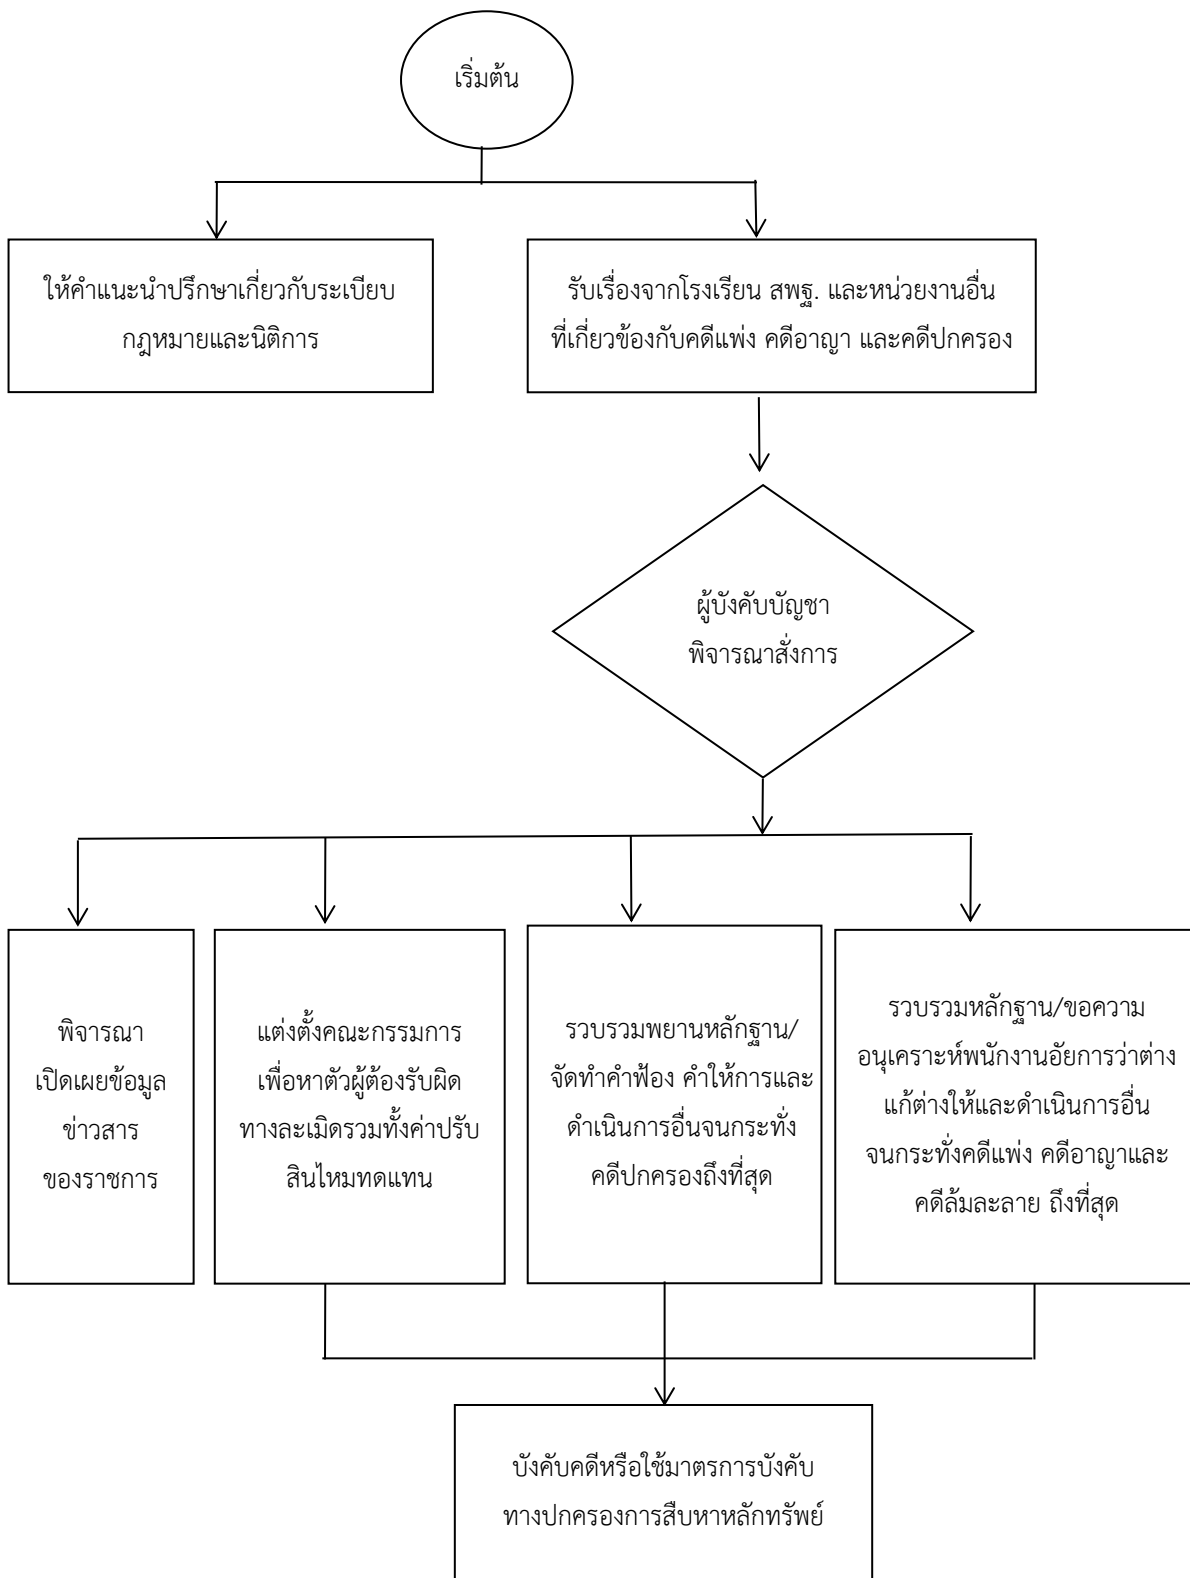 เริ่มต้น
ให้คำแนะนำปรึกษาเกี่ยวกับระเบียบ
กฎหมายและนิติการ
รับเรื่องจากโรงเรียน สพฐ. และหน่วยงานอื่น
ที่เกี่ยวข้องกับคดีแพ่ง คดีอาญา และคดีปกครอง
ผู้บังคับบัญชา
พิจารณาสั่งการ
พิจารณา
เปิดเผยข้อมูล
ข่าวสาร
ของราชการ
แต่งตั้งคณะกรรมการ
เพื่อหาตัวผู้ต้องรับผิด
ทางละเมิดรวมทั้งค่าปรับ
สินไหมทดแทน
รวบรวมพยานหลักฐาน/
จัดทำคำฟ้อง คำให้การและ
ดำเนินการอื่นจนกระทั่ง
คดีปกครองถึงที่สุด
รวบรวมหลักฐาน/ขอความ
อนุเคราะห์พนักงานอัยการว่าต่าง
แก้ต่างให้และดำเนินการอื่น
จนกระทั่งคดีแพ่ง คดีอาญาและ
คดีล้มละลาย ถึงที่สุด
บังคับคดีหรือใช้มาตรการบังคับ
ทางปกครองการสืบหาหลักทรัพย์